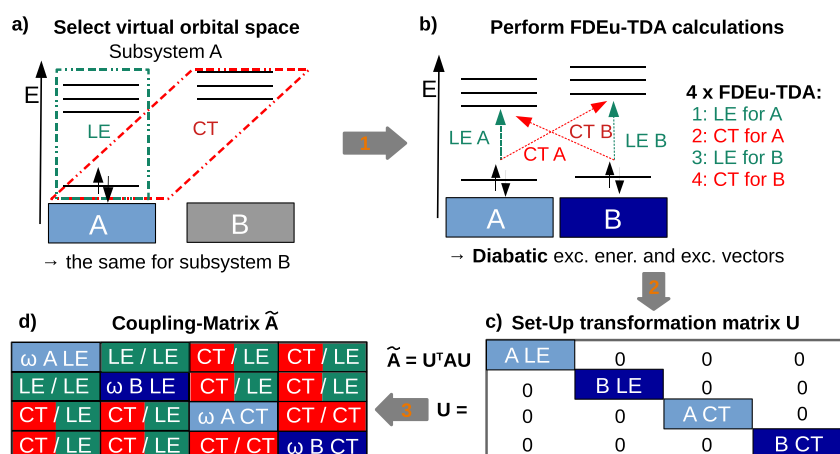 a) Select virtual orbital space
Subsystem A
E
LE
CT
A
B
→ the same for subsystem B
1
b) Perform FDEu-TDA calculations
E
LE A
CT A
CT B
LE B
A
B
4 x FDEu-TDA:
1: LE for A
2: CT for A
3: LE for B
4: CT for B
→ Diabatic exc. ener. and exc. vectors
2
c) Set-Up transformation matrix U
A LE 0 0 0
0 B LE 0 0
0 0 A CT 0
0 0 0 B CT
U =
Ã = UᵀAU
3
d) Coupling-Matrix Ã
ω A LE LE / LE CT / LE CT / LE
LE / LE ω B LE CT / LE CT / LE
CT / LE CT / LE ω A CT CT / CT
CT / LE CT / LE CT / CT ω B CT